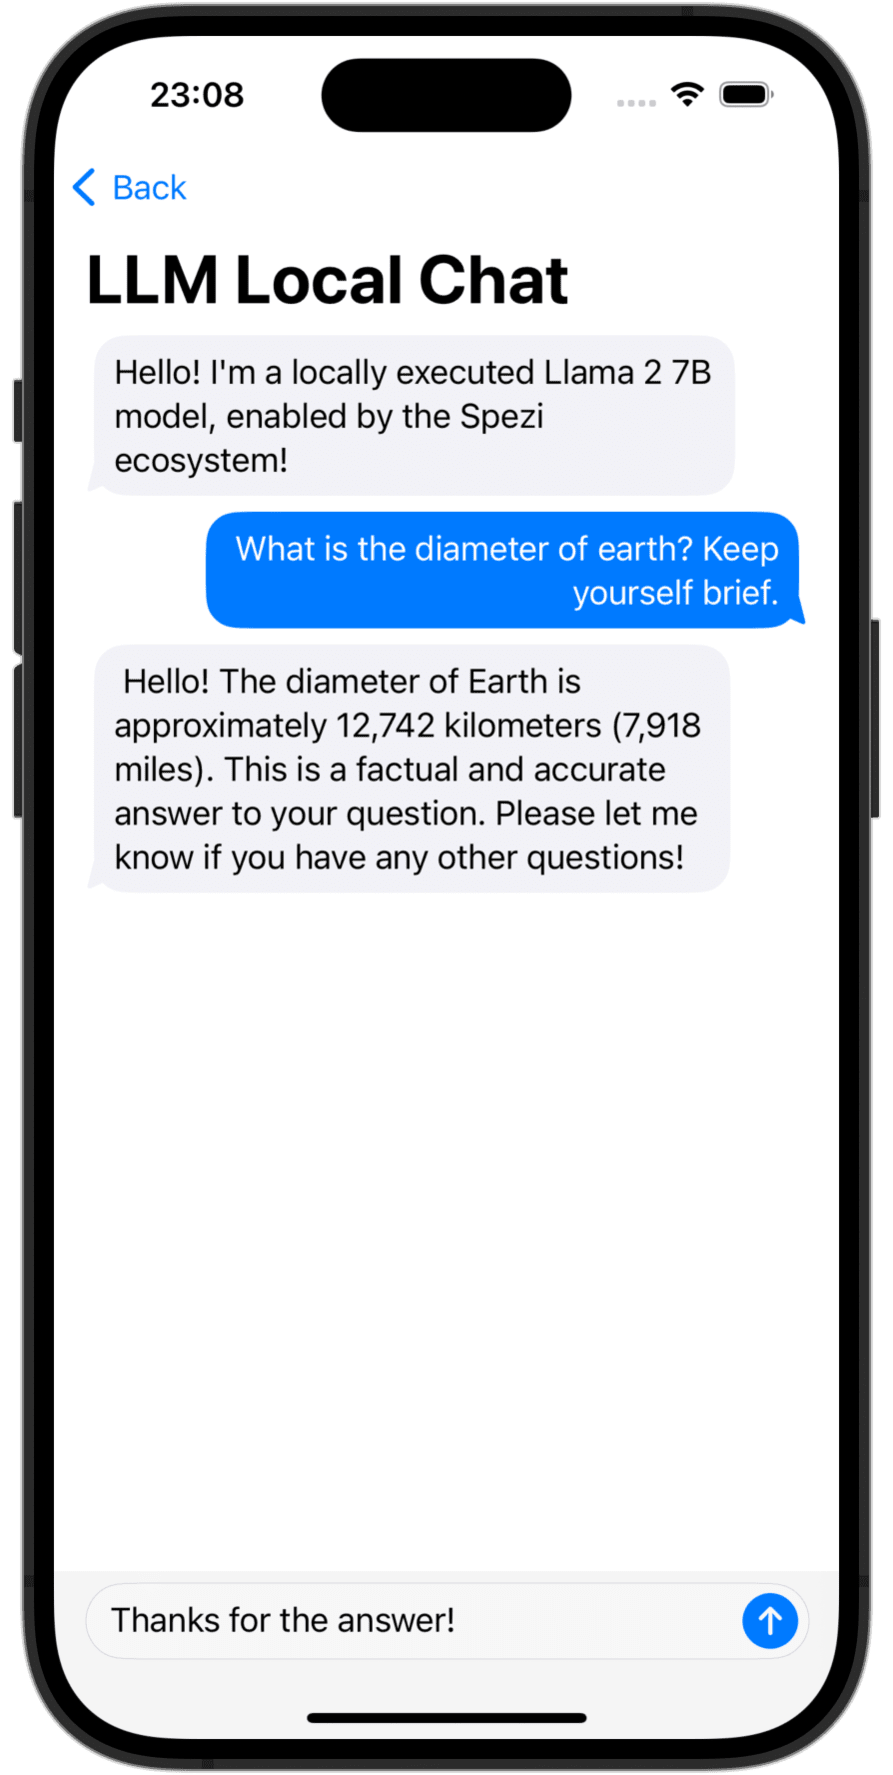 23:08
Back
LLM Local Chat
Hello! I'm a locally executed Llama 2 7B
model, enabled by the Spezi
ecosystem!
What is the diameter of earth? Keep
yourself brief.
Hello! The diameter of Earth is
approximately 12,742 kilometers (7,918
miles). This is a factual and accurate
answer to your question. Please let me
know if you have any other questions!
Thanks for the answer!